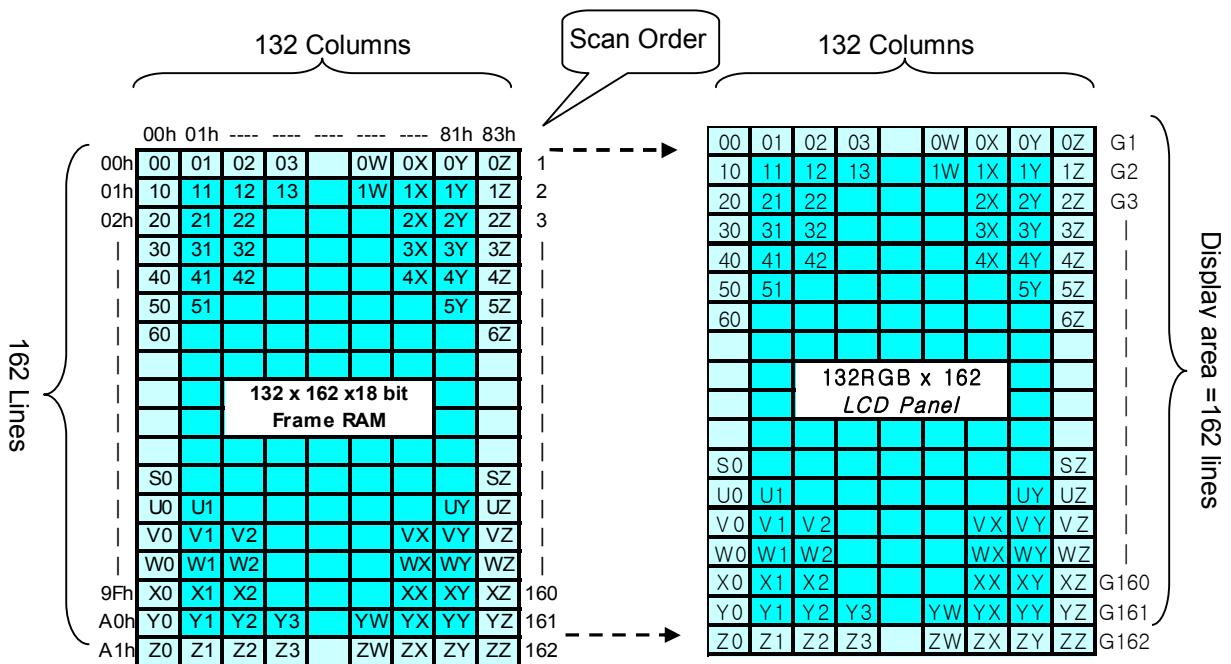 132 Columns
Scan Order
132 Columns
00h 01h ---- ---- ---- ---- ---- 81h 83h
00h 00 01 02 03 0W 0X 0Y 0Z 1
01h 10 11 12 13 1W 1X 1Y 1Z 2
02h 20 21 22 2X 2Y 2Z 3
30 31 32 3X 3Y 3Z
40 41 42 4X 4Y 4Z
50 51 5Y 5Z
60 6Z
132 x 162 x18 bit
Frame RAM
S0 SZ
U0 U1 UY UZ
V0 V1 V2 VX VY VZ
W0 W1 W2 WX WY WZ
9Fh X0 X1 X2 XX XY XZ 160
A0h Y0 Y1 Y2 Y3 YW YX YY YZ 161
A1h Z0 Z1 Z2 Z3 ZW ZX ZY ZZ 162
162 Lines
00 01 02 03 0W 0X 0Y 0Z G1
10 11 12 13 1W 1X 1Y 1Z G2
20 21 22 2X 2Y 2Z G3
30 31 32 3X 3Y 3Z
40 41 42 4X 4Y 4Z
50 51 5Y 5Z
60 6Z
132RGB x 162
LCD Panel
S0 SZ
U0 U1 UY UZ
V0 V1 V2 VX VY VZ
W0 W1 W2 WX WY WZ
X0 X1 X2 XX XY XZ G160
Y0 Y1 Y2 Y3 YW YX YY YZ G161
Z0 Z1 Z2 Z3 ZW ZX ZY ZZ G162
Display area =162 lines